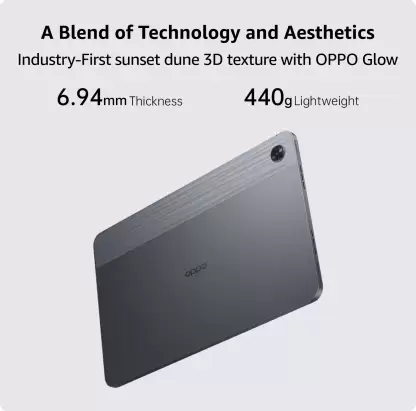 A Blend of Technology and Aesthetics
Industry-First sunset dune 3D texture with OPPO Glow
6.94mm Thickness 440g Lightweight
oppo